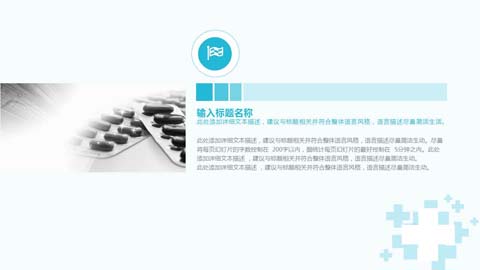 输入标题名称
此处添加详细文本描述，建议与标题相关并符合整体语言风格，语言描述尽量简洁生活。
此处添加详细文本描述，建议与标题相关并符合整体语言风格，语言描述尽量简洁生动。尽量
将每页幻灯片的字数控制在 200字以内，据统计每页幻灯片的最好控制在 5分钟之内。此处
添加详细文本描述，建议与标题相关并符合整体语言风格，语言描述尽量简洁生动。
此处添加详细文本描述，建议与标题相关并符合整体语言风格，语言描述尽量简洁生动。